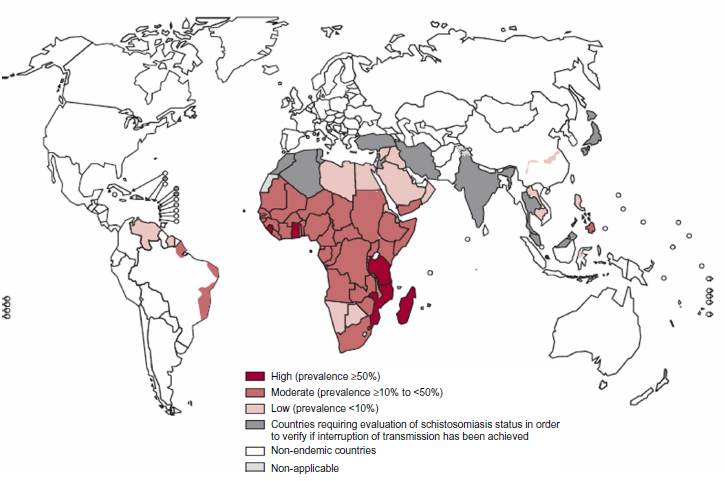 High (prevalence ≥50%)
Moderate (prevalence ≥10% to <50%)
Low (prevalence <10%)
Countries requiring evaluation of schistosomiasis status in order
to verify if interruption of transmission has been achieved
Non-endemic countries
Non-applicable